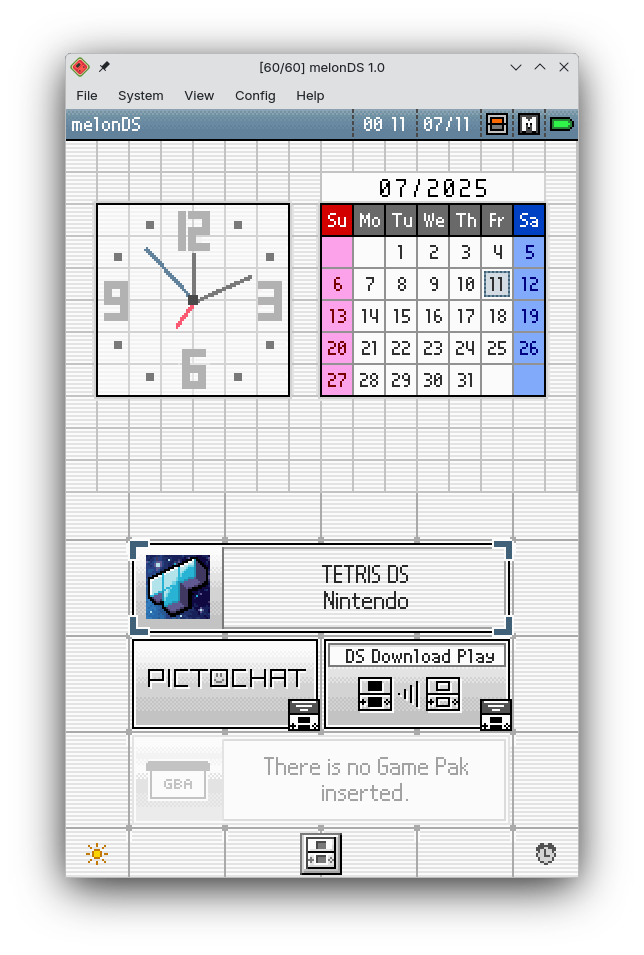 [60/60] melonDS 1.0
File System View Config Help
melonDS 00 11 07/11 M
07/2025
12
3
6
9
Su Mo Tu We Th Fr Sa
1 2 3 4 5
6 7 8 9 10 11 12
13 14 15 16 17 18 19
20 21 22 23 24 25 26
27 28 29 30 31
TETRIS DS
Nintendo
PICTOCHAT
DS Download Play
GBA
There is no Game Pak
inserted.